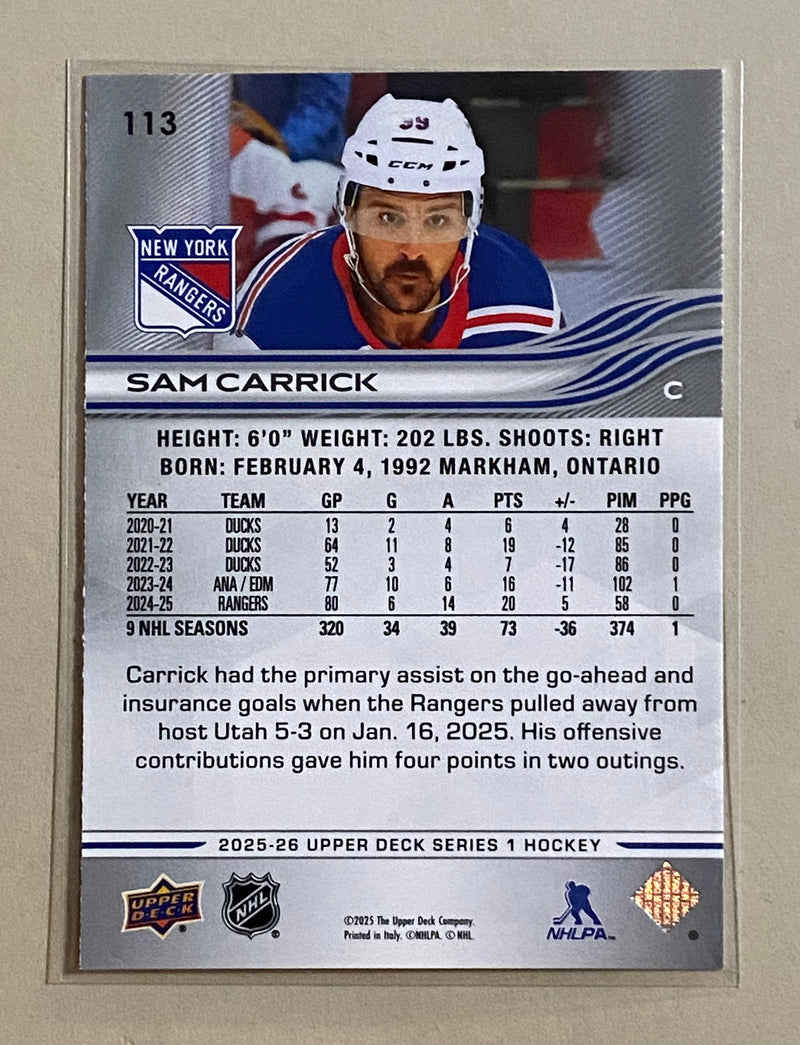 113
39
CCM
NEW YORK
RANGERS
SAM CARRICK
C
HEIGHT: 6'0" WEIGHT: 202 LBS. SHOOTS: RIGHT
BORN: FEBRUARY 4, 1992 MARKHAM, ONTARIO
YEAR TEAM GP G A PTS +/- PIM PPG
2020-21 DUCKS 13 2 4 6 4 28 0
2021-22 DUCKS 64 11 8 19 -12 85 0
2022-23 DUCKS 52 3 4 7 -17 86 0
2023-24 ANA / EDM 77 10 6 16 -11 102 1
2024-25 RANGERS 80 6 14 20 5 58 0
9 NHL SEASONS 320 34 39 73 -36 374 1
Carrick had the primary assist on the go-ahead and
insurance goals when the Rangers pulled away from
host Utah 5-3 on Jan. 16, 2025. His offensive
contributions gave him four points in two outings.
2025-26 UPPER DECK SERIES 1 HOCKEY
UPPER
D·E·C·K
®
NHL
®
©2025 The Upper Deck Company.
Printed in Italy. ©NHLPA. © NHL
NHLPA™
®